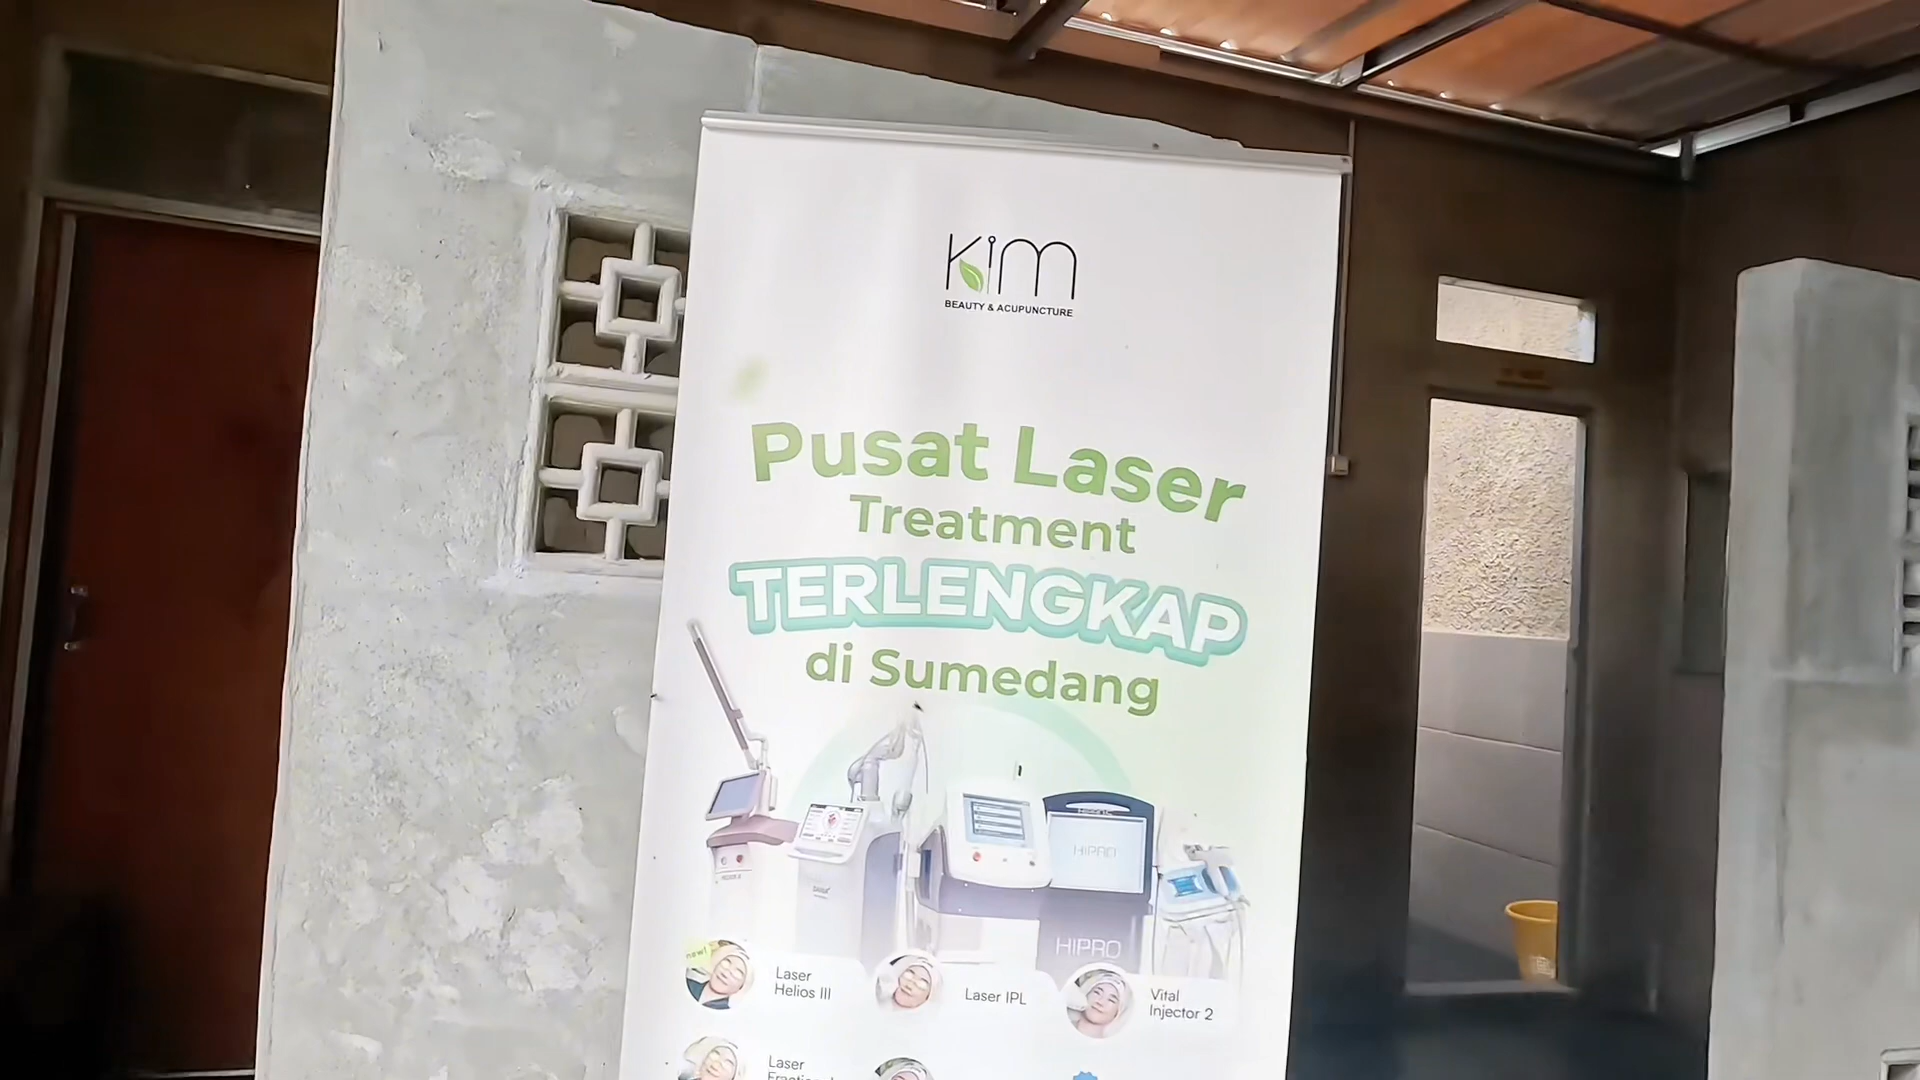 Kim
BEAUTY & ACUPUNCTURE
Pusat Laser
Treatment
TERLENGKAP
di Sumedang
HIPRO
HIPRO
new!
Laser
Helios III
Laser IPL
Vital
Injector 2
Laser